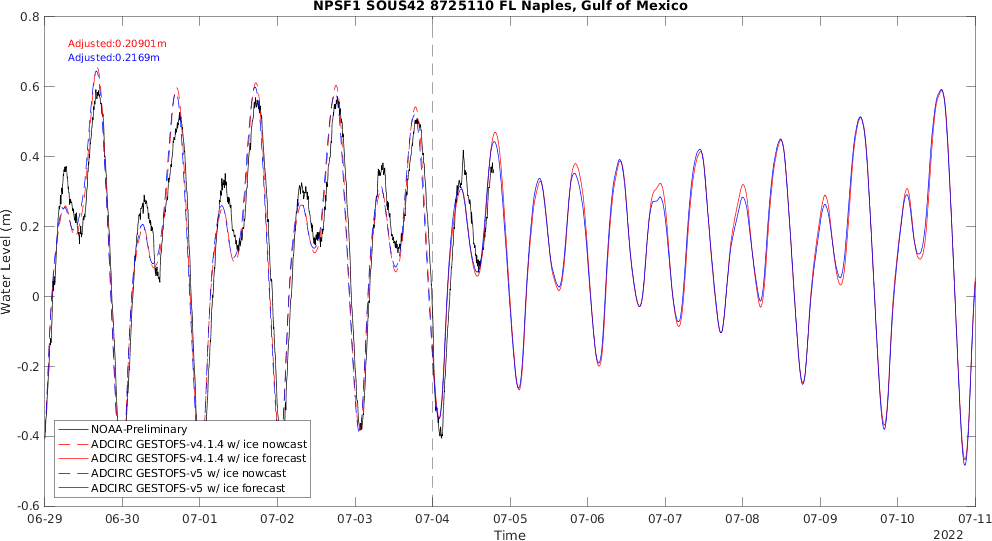 NPSF1 SOUS42 8725110 FL Naples, Gulf of Mexico
Adjusted:0.20901m
Adjusted:0.2169m
Water Level (m)
0.8
0.6
0.4
0.2
0
-0.2
-0.4
-0.6
NOAA-Preliminary
ADCIRC GESTOFS-v4.1.4 w/ ice nowcast
ADCIRC GESTOFS-v4.1.4 w/ ice forecast
ADCIRC GESTOFS-v5 w/ ice nowcast
ADCIRC GESTOFS-v5 w/ ice forecast
06-29 06-30 07-01 07-02 07-03 07-04 07-05 07-06 07-07 07-08 07-09 07-10 07-11
Time
2022